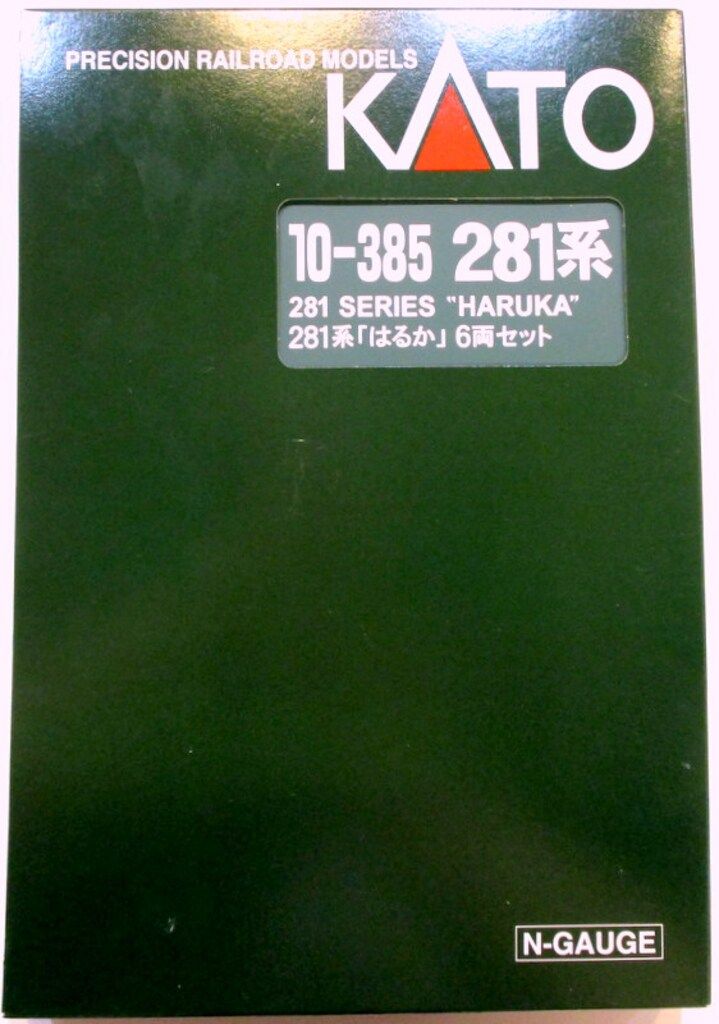 PRECISION RAILROAD MODELS
KATO
10-385 281系
281 SERIES "HARUKA"
281系「はるか」6両セット
N-GAUGE